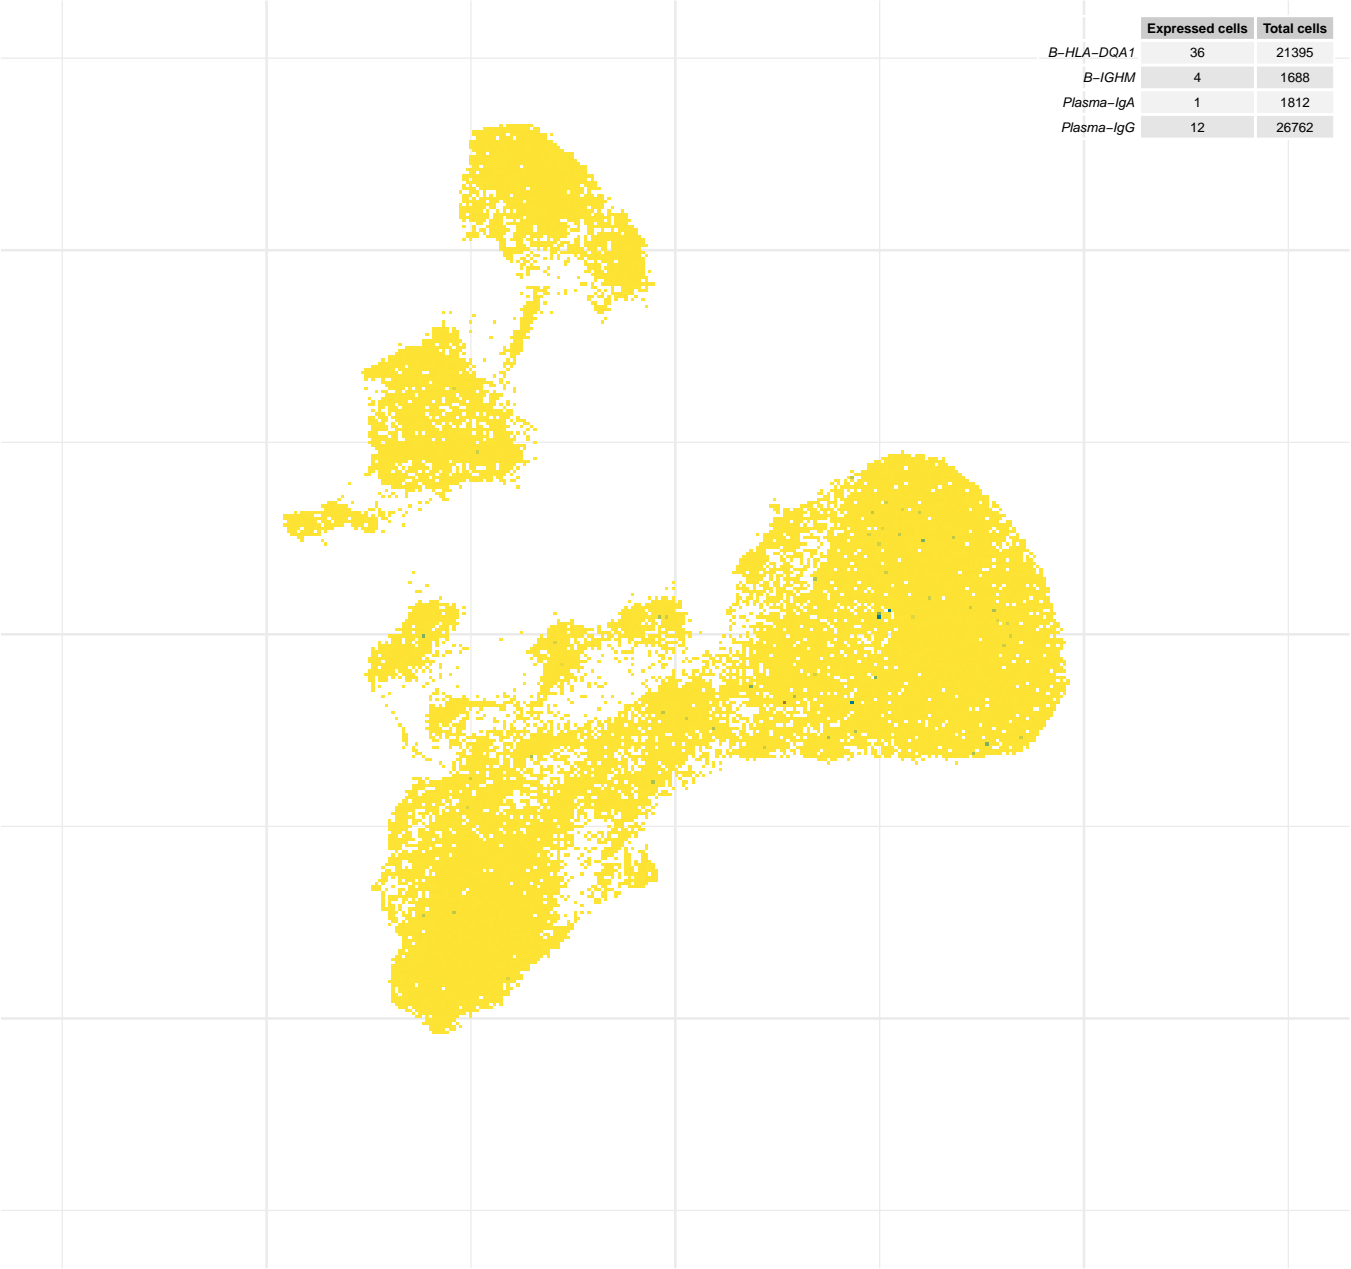 Expressed cells Total cells
B−HLA−DQA1 36 21395
B−IGHM 4 1688
Plasma−IgA 1 1812
Plasma−IgG 12 26762